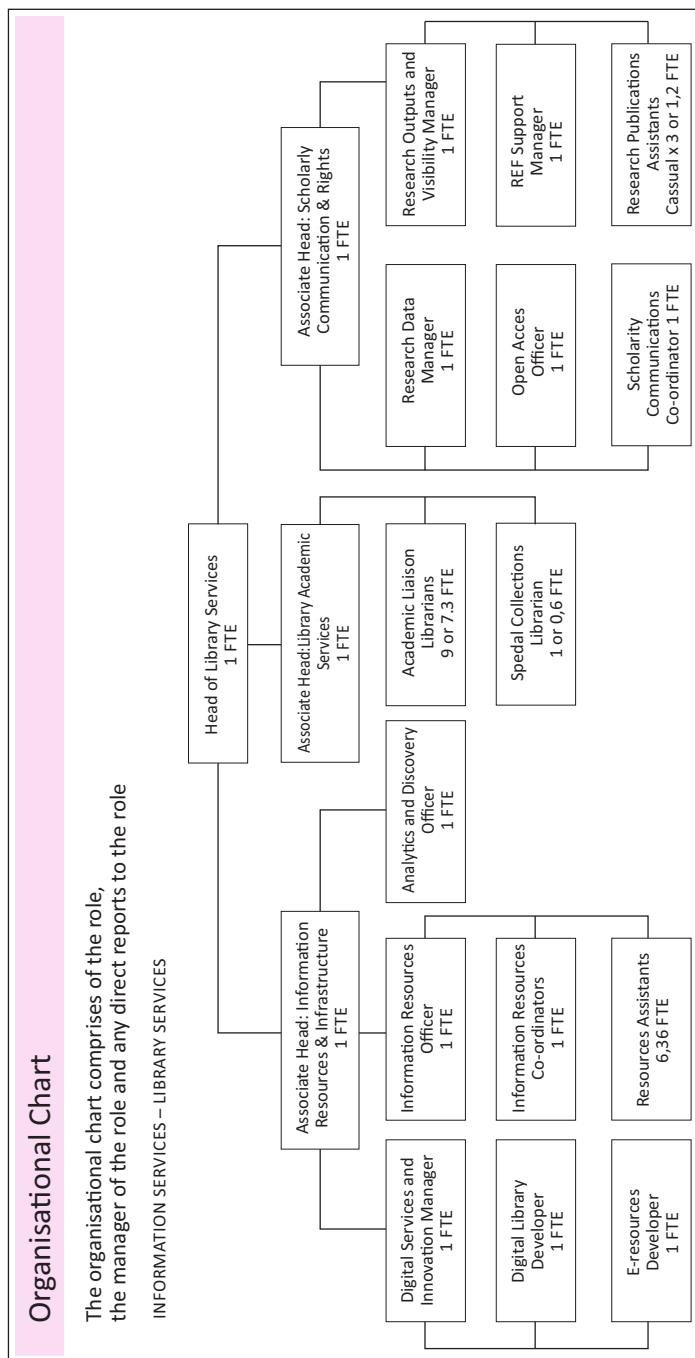 Organisational Chart
The organisational chart comprises of the role,
the manager of the role and any direct reports to the role
INFORMATION SERVICES – LIBRARY SERVICES
Head of Library Services
1 FTE
Associate Head: Information
Resources & Infrastructure
1 FTE
Associate Head:Library Academic
Services
1 FTE
Associate Head: Scholarly
Communication & Rights
1 FTE
Digital Services and
Innovation Manager
1 FTE
Information Resources
Officer
1 FTE
Analytics and Discovery
Officer
1 FTE
Academic Liaison
Librarians
9 or 7.3 FTE
Research Data
Manager
1 FTE
Research Outputs and
Visibility Manager
1 FTE
Digital Library
Developer
1 FTE
Information Resources
Co-ordinators
1 FTE
Spedal Collections
Librarian
1 or 0,6 FTE
Open Acces
Officer
1 FTE
REF Support
Manager
1 FTE
E-resources
Developer
1 FTE
Resources Assistants
6,36 FTE
Scholarity
Communications
Co-ordinator 1 FTE
Research Publications
Assistants
Cassual x 3 or 1,2 FTE